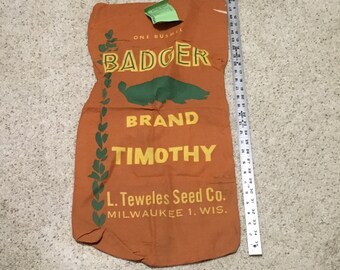 ONE BUSHEL
BADGER
BRAND
TIMOTHY
L. Teweles Seed Co.
MILWAUKEE 1, WIS.